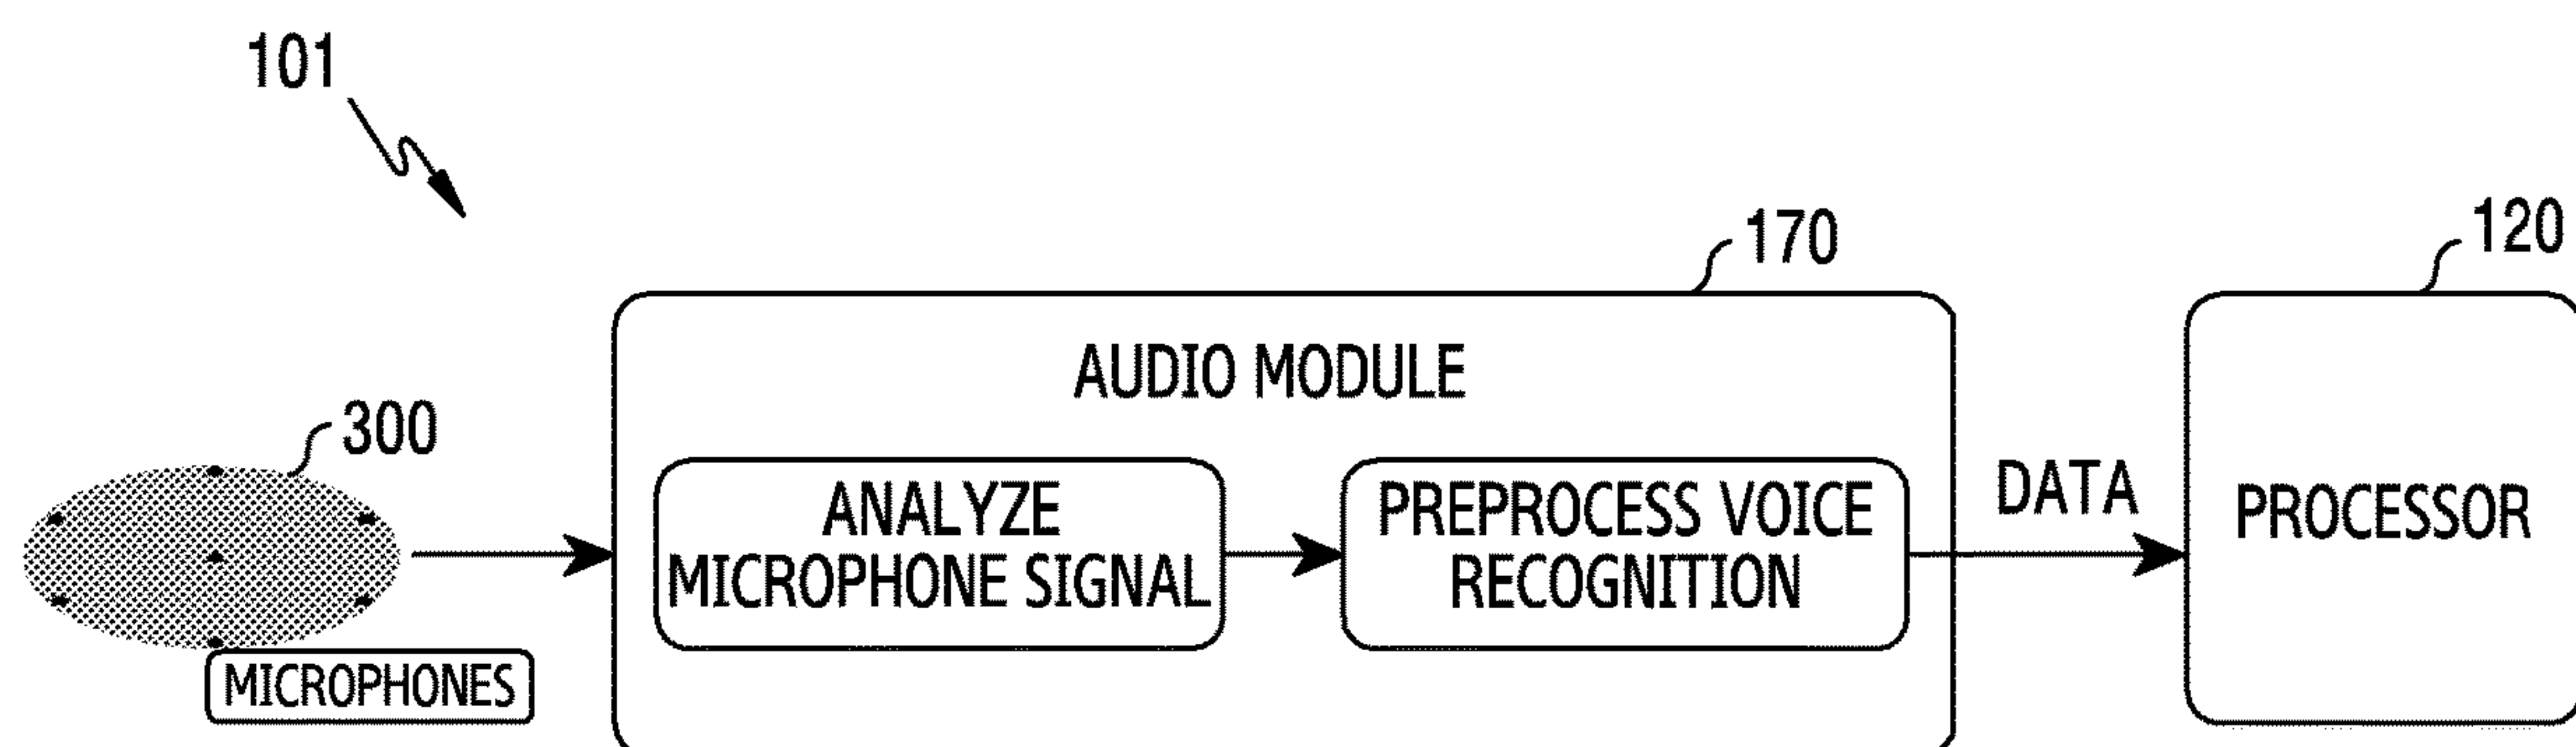 101
170
120
AUDIO MODULE
300
ANALYZE
MICROPHONE SIGNAL
PREPROCESS VOICE
RECOGNITION
DATA
PROCESSOR
MICROPHONES